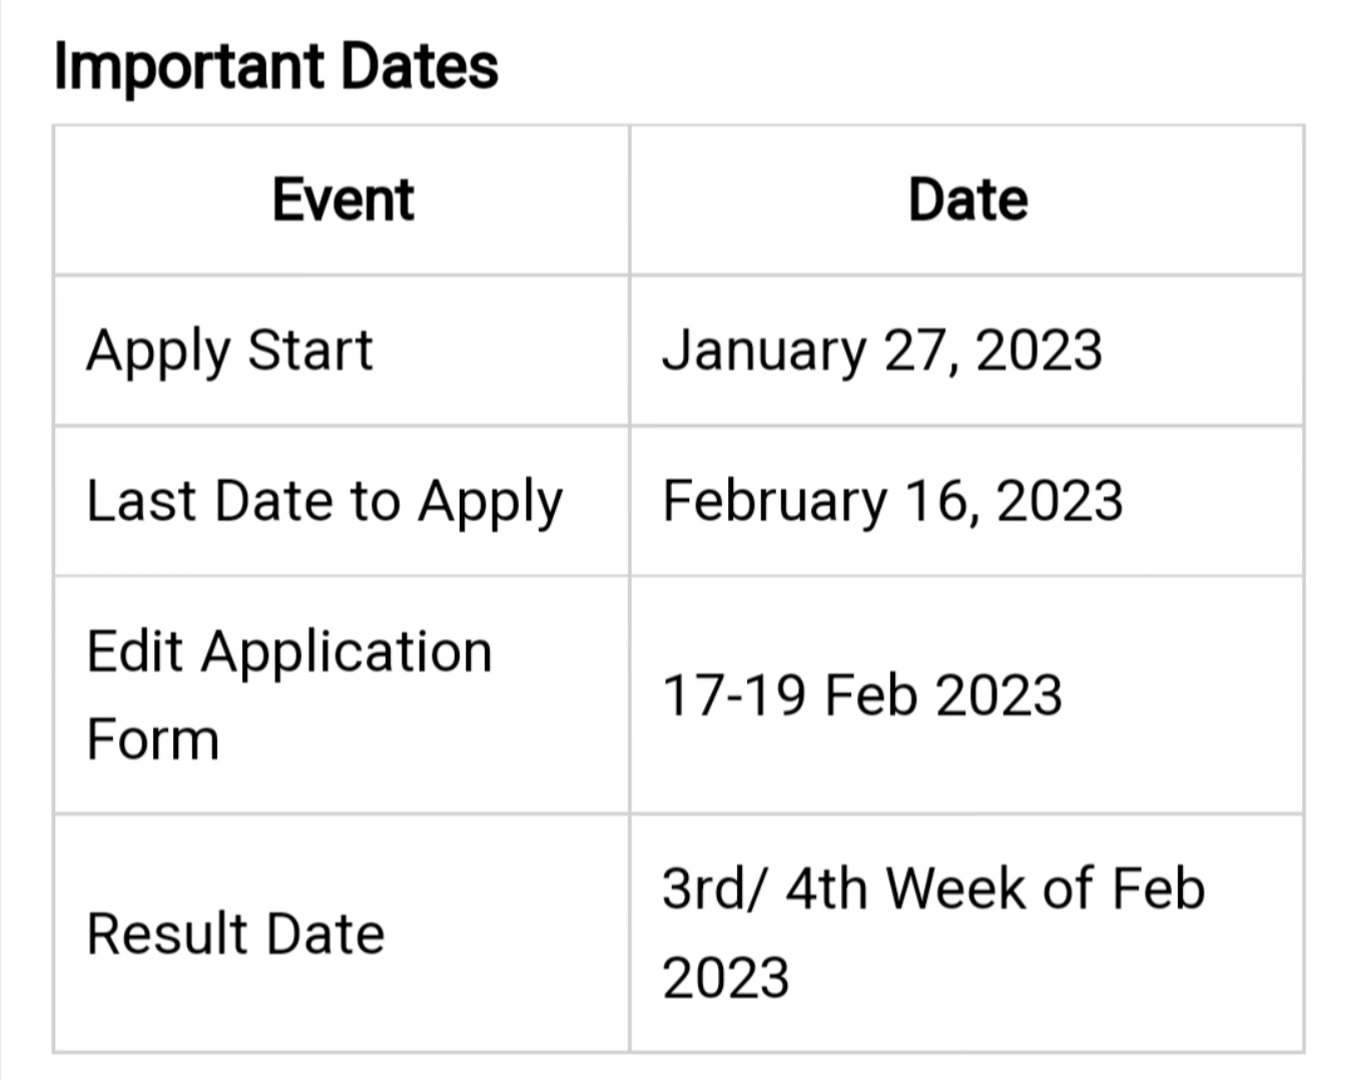 Important Dates
Event Date
Apply Start January 27, 2023
Last Date to Apply February 16, 2023
Edit Application
Form
17-19 Feb 2023
Result Date
3rd/ 4th Week of Feb
2023